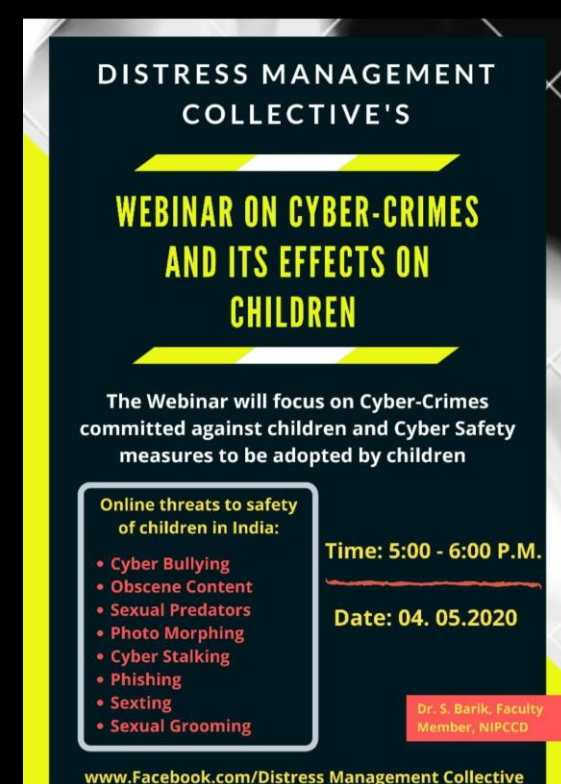 DISTRESS MANAGEMENT
COLLECTIVE'S
WEBINAR ON CYBER-CRIMES
AND ITS EFFECTS ON
CHILDREN
The Webinar will focus on Cyber-Crimes
committed against children and Cyber Safety
measures to be adopted by children
Online threats to safety
of children in India:
• Cyber Bullying
• Obscene Content
• Sexual Predators
• Photo Morphing
• Cyber Stalking
• Phishing
• Sexting
• Sexual Grooming
Time: 5:00 - 6:00 P.M.
Date: 04. 05.2020
Dr. S. Barik, Faculty
Member, NIPCCD
www.Facebook.com/Distress Management Collective